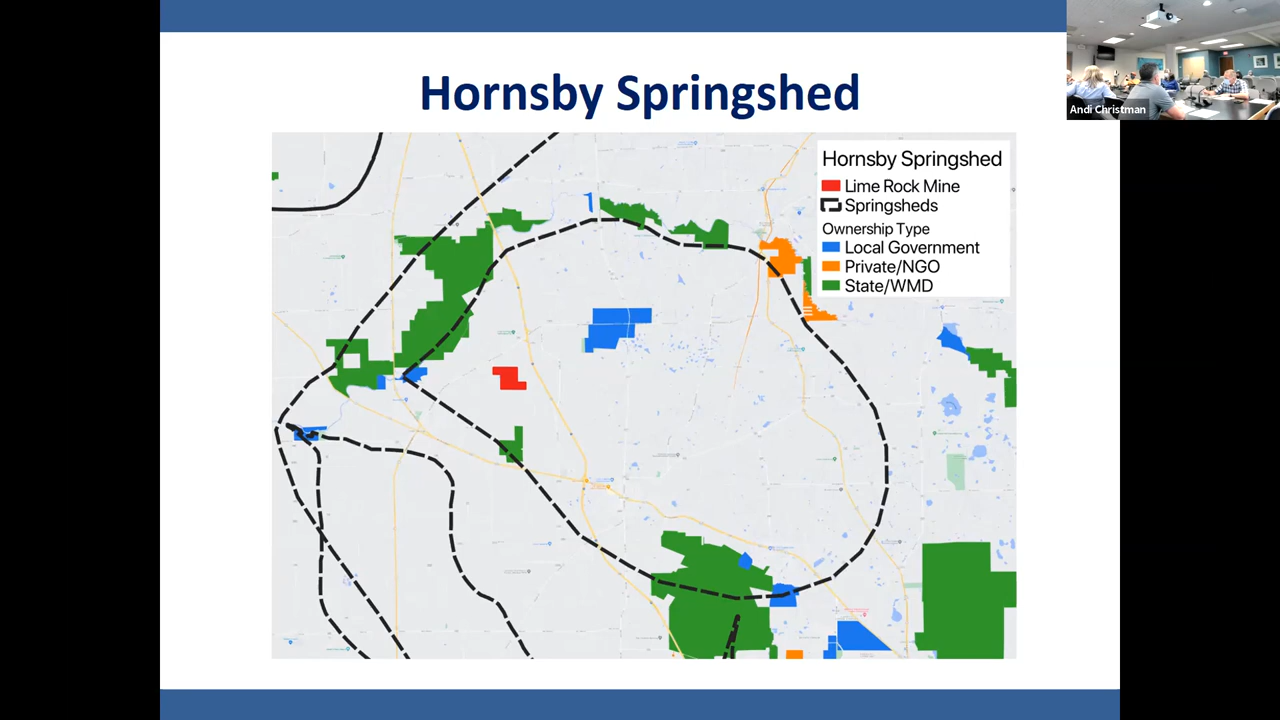 Hornsby Springshed
Andi Christman
Hornsby Springshed
Lime Rock Mine
Springsheds
Ownership Type
Local Government
Private/NGO
State/WMD